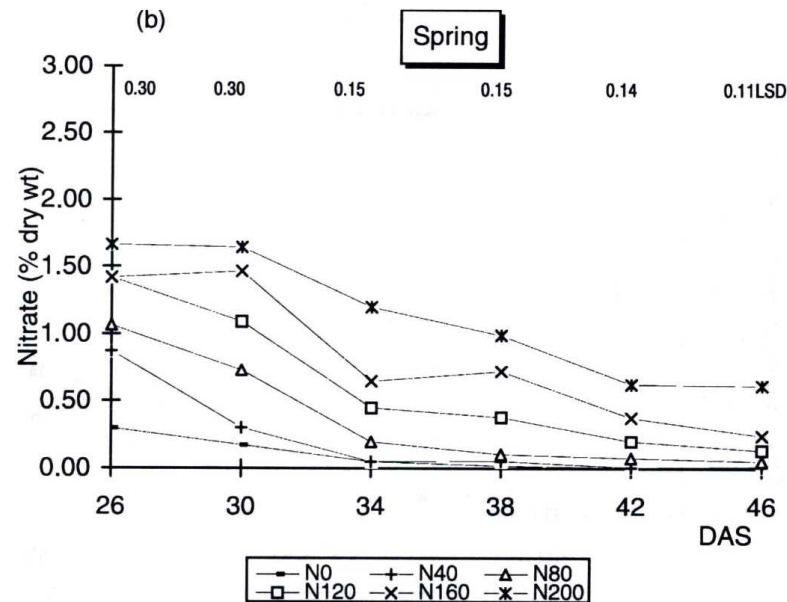 (b)
Spring
Nitrate (% dry wt)
3.00
2.50
2.00
1.50
1.00
0.50
0.00
0.30 0.30 0.15 0.15 0.14 0.11LSD
26 30 34 38 42 46
DAS
N0 N40 N80
N120 N160 N200